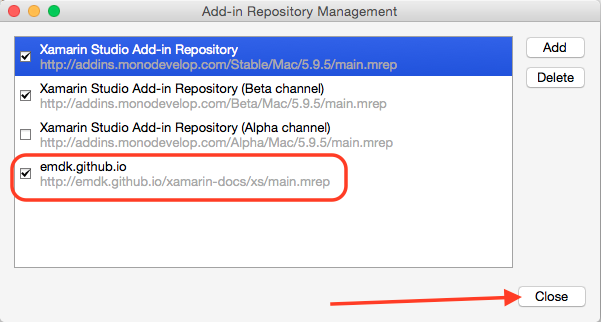 Add-in Repository Management
Xamarin Studio Add-in Repository
http://addins.monodevelop.com/Stable/Mac/5.9.5/main.mrep
Xamarin Studio Add-in Repository (Beta channel)
http://addins.monodevelop.com/Beta/Mac/5.9.5/main.mrep
Xamarin Studio Add-in Repository (Alpha channel)
http://addins.monodevelop.com/Alpha/Mac/5.9.5/main.mrep
emdk.github.io
http://emdk.github.io/xamarin-docs/xs/main.mrep
Add
Delete
Close